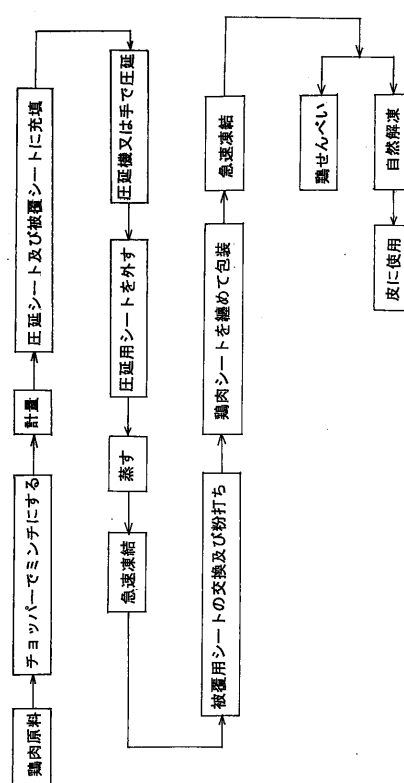 鶏肉原料
チョッパーでミンチにする
計量
圧延シート及び被覆シートに充填
圧延機又は手で圧延
圧延用シートを外す
蒸す
急速凍結
被覆用シートの交換及び粉打ち
鶏肉シートを纏めて包装
急速凍結
鶏せんべい
自然解凍
皮に使用